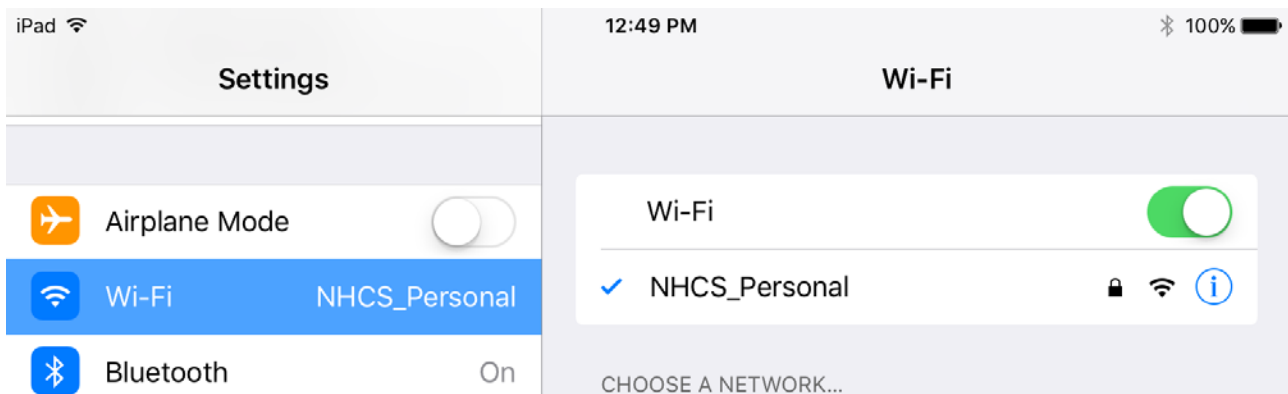 iPad 12:49 PM 100%
Settings
Wi-Fi
Airplane Mode
Wi-Fi NHCS_Personal
Bluetooth On
Wi-Fi
NHCS_Personal
CHOOSE A NETWORK...